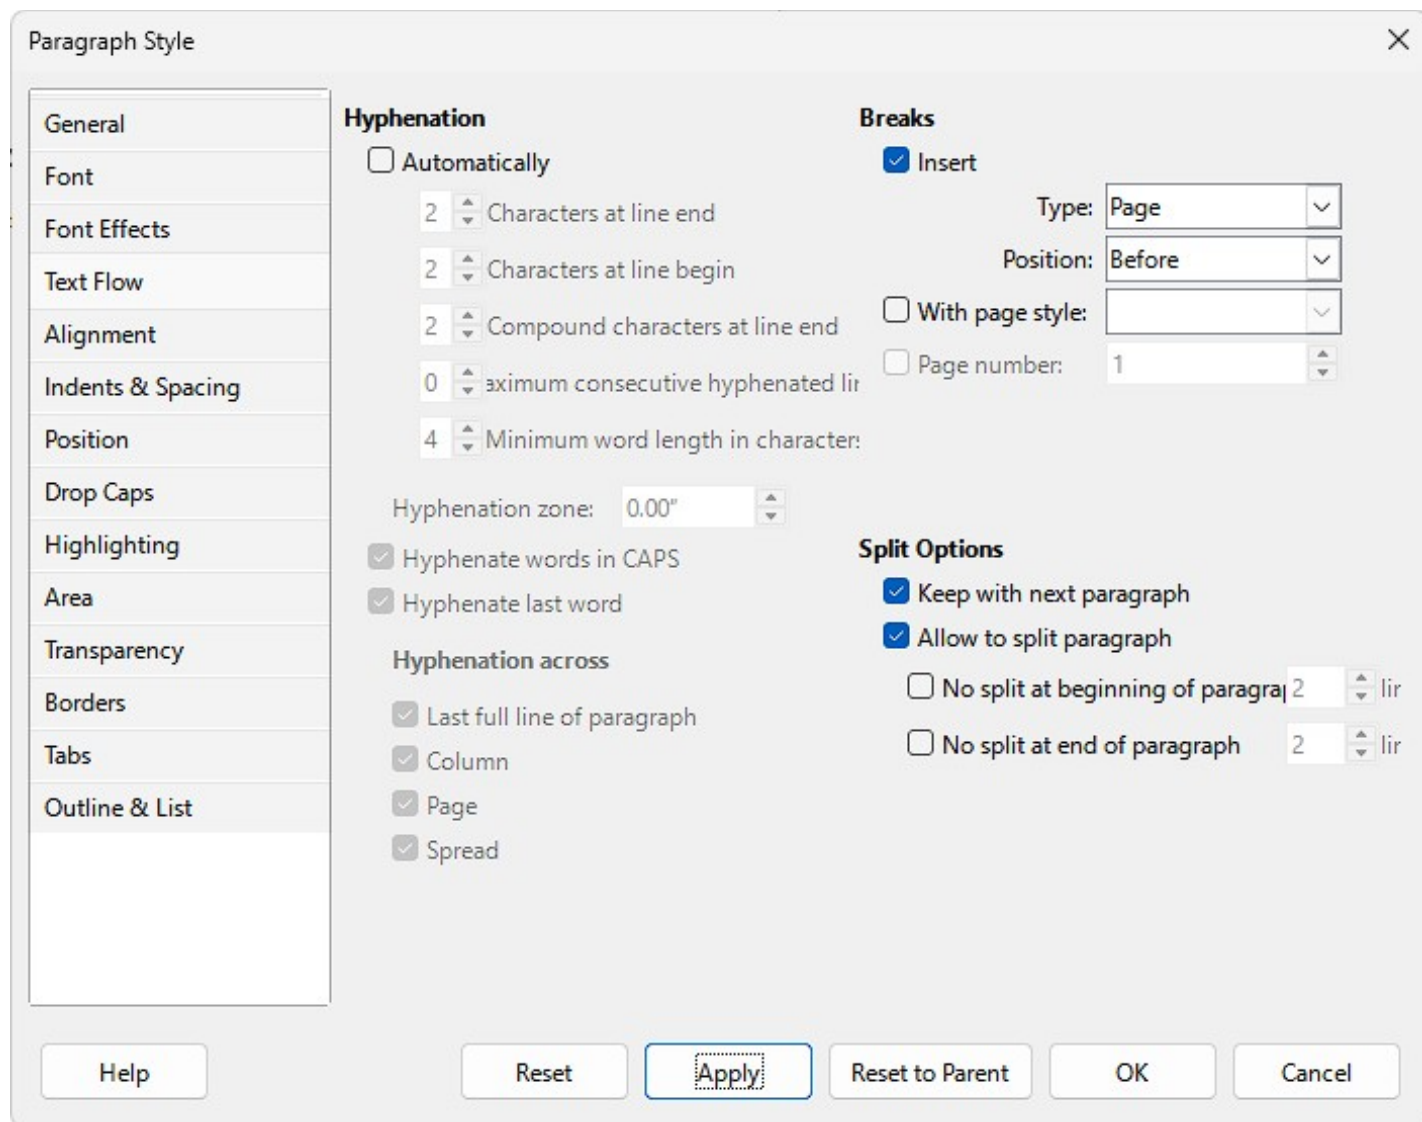 Paragraph Style
General
Font
Font Effects
Text Flow
Alignment
Indents & Spacing
Position
Drop Caps
Highlighting
Area
Transparency
Borders
Tabs
Outline & List
Hyphenation
Automatically
2 Characters at line end
2 Characters at line begin
2 Compound characters at line end
0 aximum consecutive hyphenated lin
4 Minimum word length in characters
Hyphenation zone: 0.00"
Hyphenate words in CAPS
Hyphenate last word
Hyphenation across
Last full line of paragraph
Column
Page
Spread
Breaks
Insert
Type: Page
Position: Before
With page style:
Page number: 1
Split Options
Keep with next paragraph
Allow to split paragraph
No split at beginning of paragra 2 lin
No split at end of paragraph 2 lin
Help
Reset
Apply
Reset to Parent
OK
Cancel